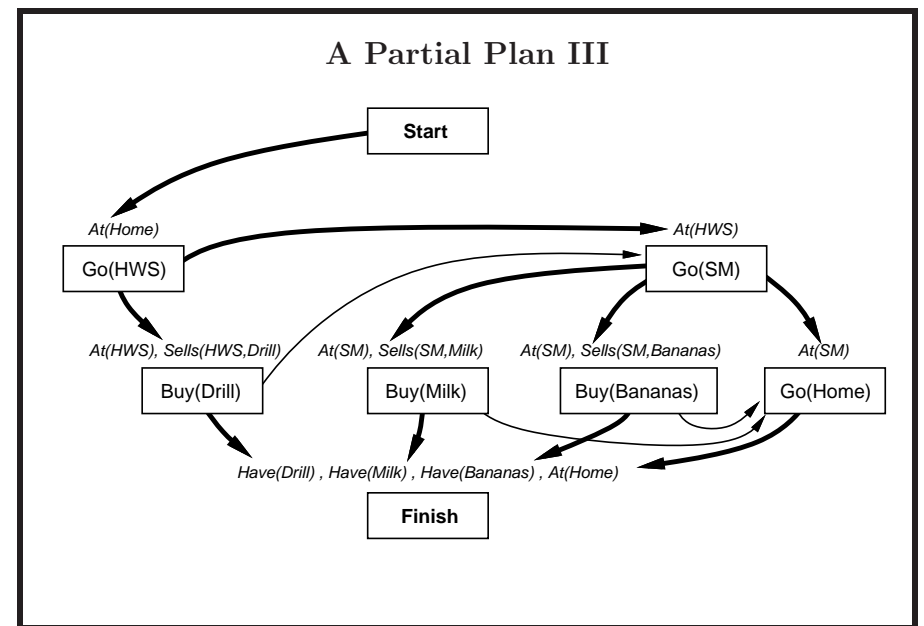 A Partial Plan III
Start
At(Home)
At(HWS)
Go(HWS)
Go(SM)
At(HWS), Sells(HWS,Drill)
At(SM), Sells(SM,Milk)
At(SM), Sells(SM,Bananas)
At(SM)
Buy(Drill)
Buy(Milk)
Buy(Bananas)
Go(Home)
Have(Drill) , Have(Milk) , Have(Bananas) , At(Home)
Finish